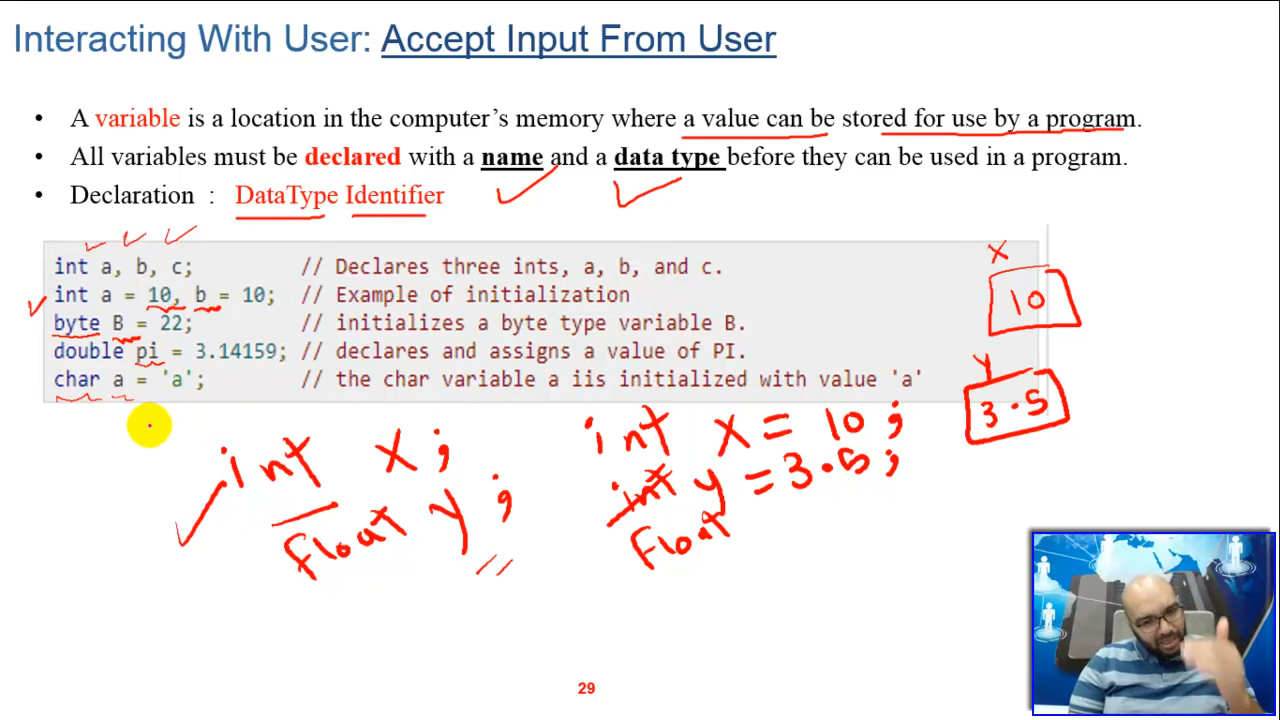 Interacting With User: Accept Input From User
• A variable is a location in the computer’s memory where a value can be stored for use by a program.
• All variables must be declared with a name and a data type before they can be used in a program.
• Declaration : DataType Identifier
int a, b, c; // Declares three ints, a, b, and c.
int a = 10, b = 10; // Example of initialization
byte B = 22; // initializes a byte type variable B.
double pi = 3.14159; // declares and assigns a value of PI.
char a = 'a'; // the char variable a iis initialized with value 'a'
X
10
y
3.5
int x;
float y;
int x = 10;
int y = 3.5;
float
29